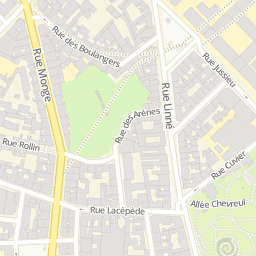 Rue des Boulangers
Rue Jussieu
Rue Monge
Rue Linné
Rue des Arènes
Rue Rollin
Rue Cuvier
Allée Chevreul
Rue Lacépède